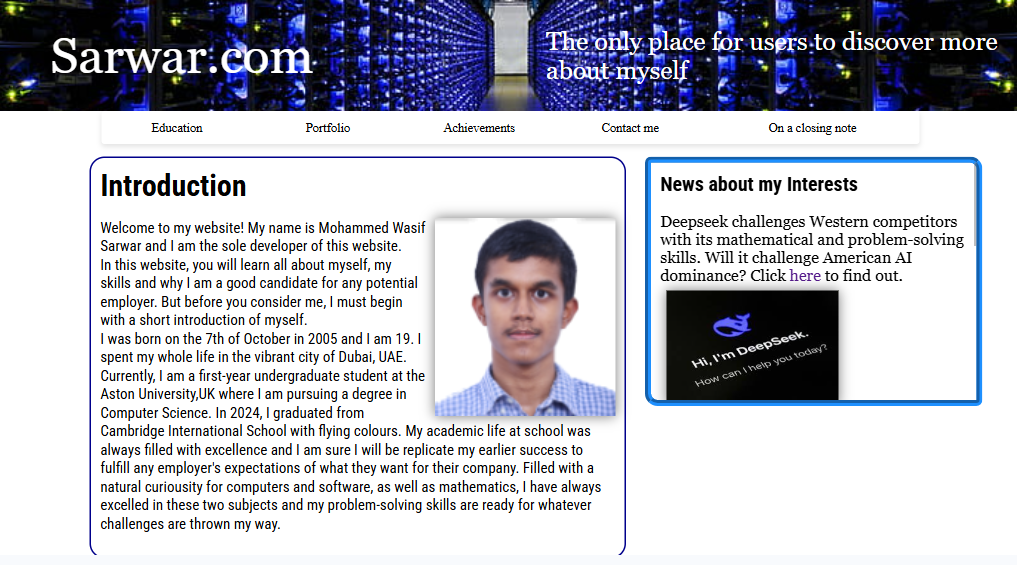 Sarwar.com
The only place for users to discover more
about myself
Education
Portfolio
Achievements
Contact me
On a closing note
Introduction
Welcome to my website! My name is Mohammed Wasif
Sarwar and I am the sole developer of this website.
In this website, you will learn all about myself, my
skills and why I am a good candidate for any potential
employer. But before you consider me, I must begin
with a short introduction of myself.
I was born on the 7th of October in 2005 and I am 19. I
spent my whole life in the vibrant city of Dubai, UAE.
Currently, I am a first-year undergraduate student at the
Aston University,UK where I am pursuing a degree in
Computer Science. In 2024, I graduated from
Cambridge International School with flying colours. My academic life at school was
always filled with excellence and I am sure I will be replicate my earlier success to
fulfill any employer's expectations of what they want for their company. Filled with a
natural curiousity for computers and software, as well as mathematics, I have always
excelled in these two subjects and my problem-solving skills are ready for whatever
challenges are thrown my way.
News about my Interests
Deepseek challenges Western competitors
with its mathematical and problem-solving
skills. Will it challenge American AI
dominance? Click here to find out.
Hi, I'm DeepSeek.
How can I help you today?